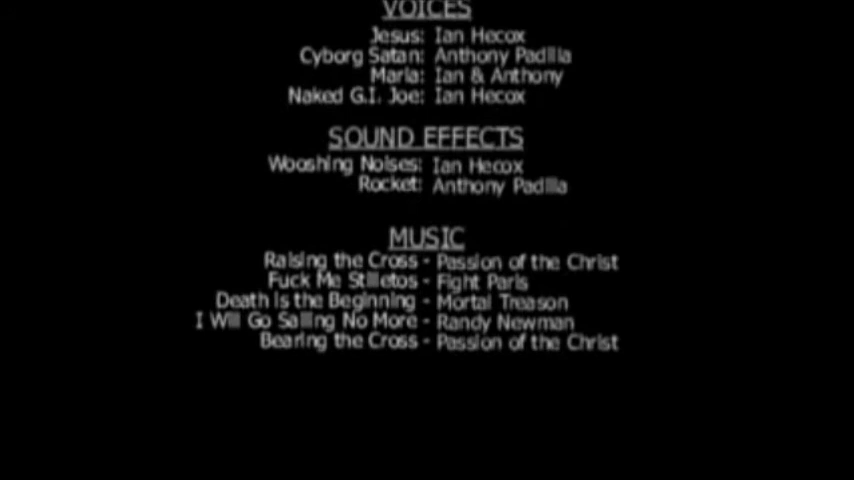 VOICES
Jesus: Ian Hecox
Cyborg Satan: Anthony Padilla
Maria: Ian & Anthony
Naked G.I. Joe: Ian Hecox
SOUND EFFECTS
Wooshing Noises: Ian Hecox
Rocket: Anthony Padilla
MUSIC
Raising the Cross - Passion of the Christ
Fuck Me Stilletos - Fight Paris
Death is the Beginning - Mortal Treason
I Will Go Sailing No More - Randy Newman
Bearing the Cross - Passion of the Christ